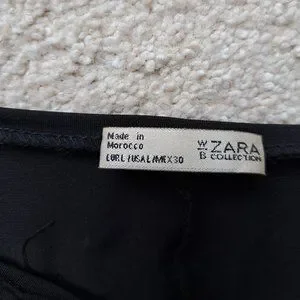 Made in
Morocco
EUR L / USA L / MEX 30
W/B ZARA
COLLECTION